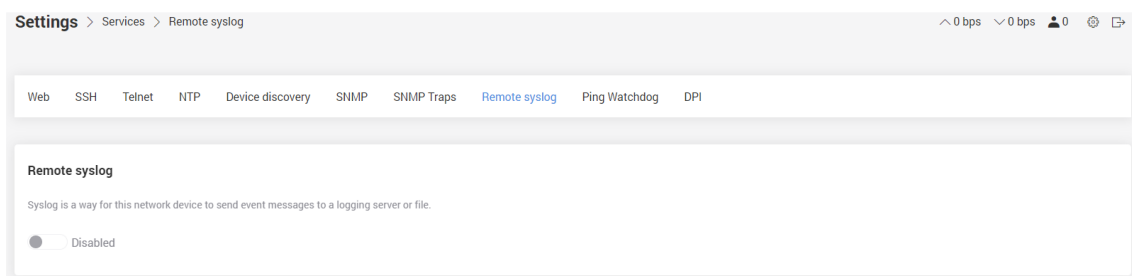 Settings > Services > Remote syslog
0 bps 0 bps 0
Web SSH Telnet NTP Device discovery SNMP SNMP Traps Remote syslog Ping Watchdog DPI
Remote syslog
Syslog is a way for this network device to send event messages to a logging server or file.
Disabled